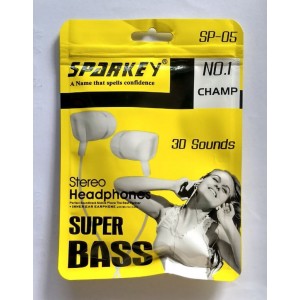 SPARKEY
A Name that spells confidence
SP-05
NO.1
CHAMP
3D Sounds
Stereo
Headphones
SUPER
BASS